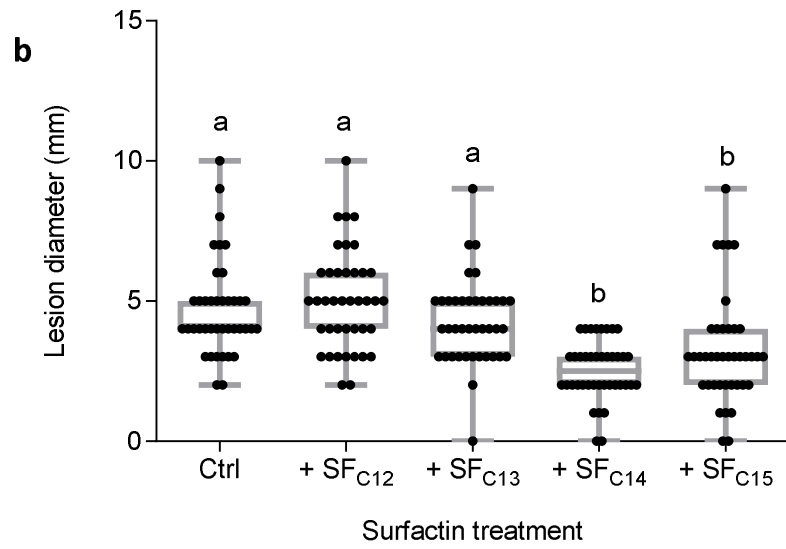 b
Lesion diameter (mm)
15
10
5
0
a
a
a
b
b
Ctrl
+ SFC12
+ SFC13
+ SFC14
+ SFC15
Surfactin treatment